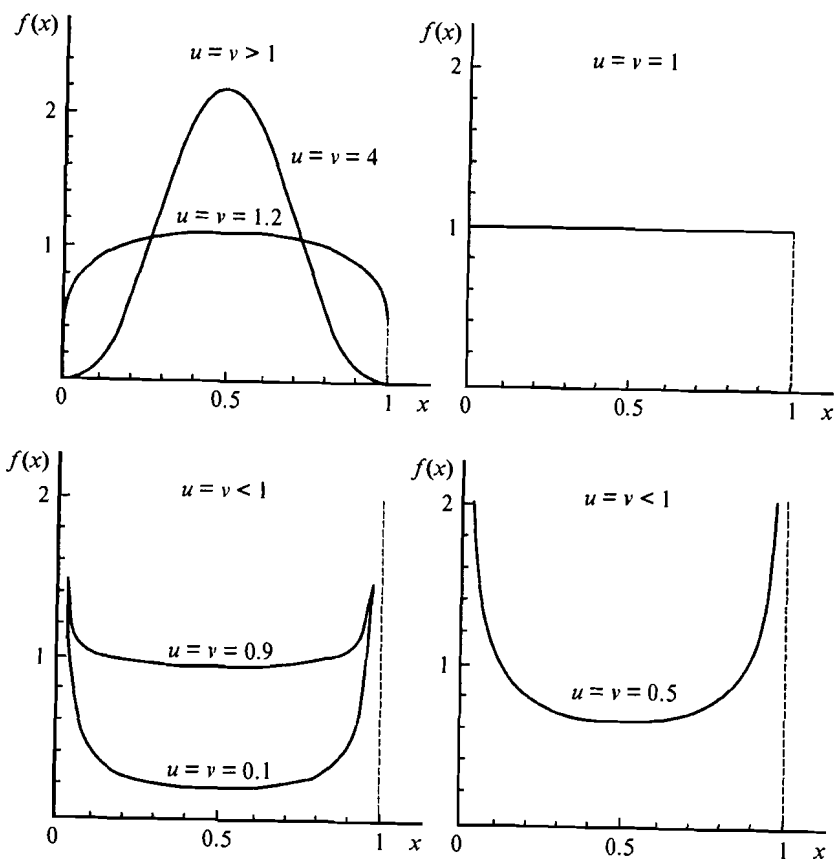 f(x)
u = v > 1
2
u = v = 4
u = v = 1.2
1
0
0.5
1
x
f(x)
u = v = 1
2
1
0
0.5
1
x
f(x)
u = v < 1
2
1
u = v = 0.9
u = v = 0.1
0
0.5
1
x
f(x)
u = v < 1
2
1
u = v = 0.5
0
0.5
1
x